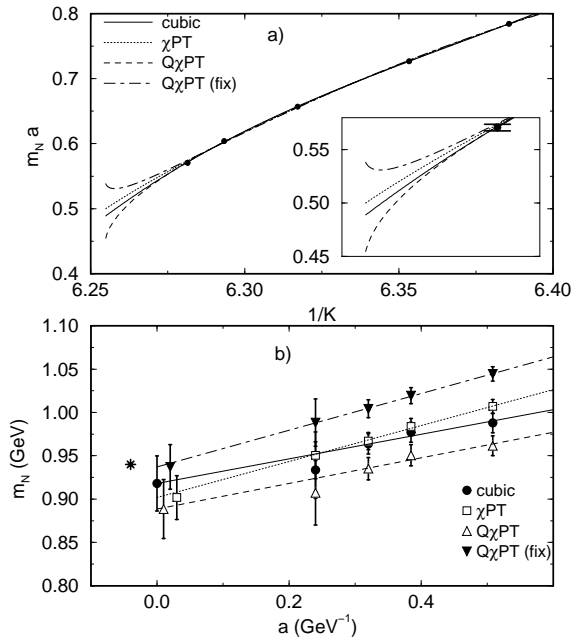 a)
cubic
χPT
QχPT
QχPT (fix)
m_N a
0.8
0.7
0.6
0.5
0.4
0.55
0.50
0.45
6.25 6.30 6.35 6.40
1/K
b)
m_N (GeV)
1.10
1.05
1.00
0.95
0.90
0.85
0.80
cubic
χPT
QχPT
QχPT (fix)
0.0 0.2 0.4
a (GeV⁻¹)